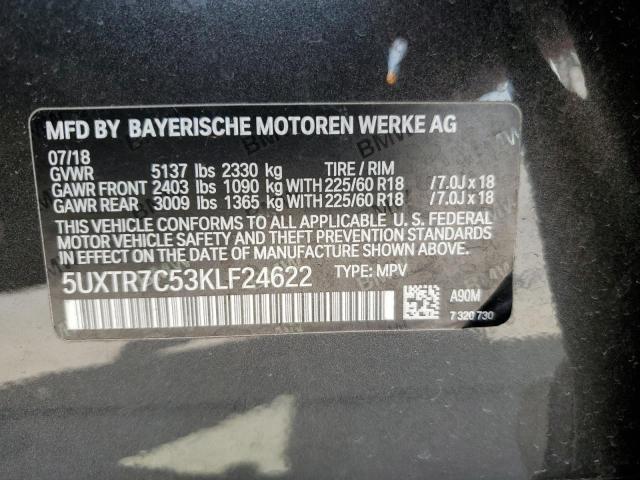 MFD BY BAYERISCHE MOTOREN WERKE AG
07/18
GVWR 5137 lbs 2330 kg TIRE / RIM
GAWR FRONT 2403 lbs 1090 kg WITH 225/60 R18 /7.0J x 18
GAWR REAR 3009 lbs 1365 kg WITH 225/60 R18 /7.0J x 18
THIS VEHICLE CONFORMS TO ALL APPLICABLE U. S. FEDERAL
MOTOR VEHICLE SAFETY AND THEFT PREVENTION STANDARDS
IN EFFECT ON THE DATE OF MANUFACTURE SHOWN ABOVE.
5UXTR7C53KLF24622 TYPE: MPV
A90M
7 320 730